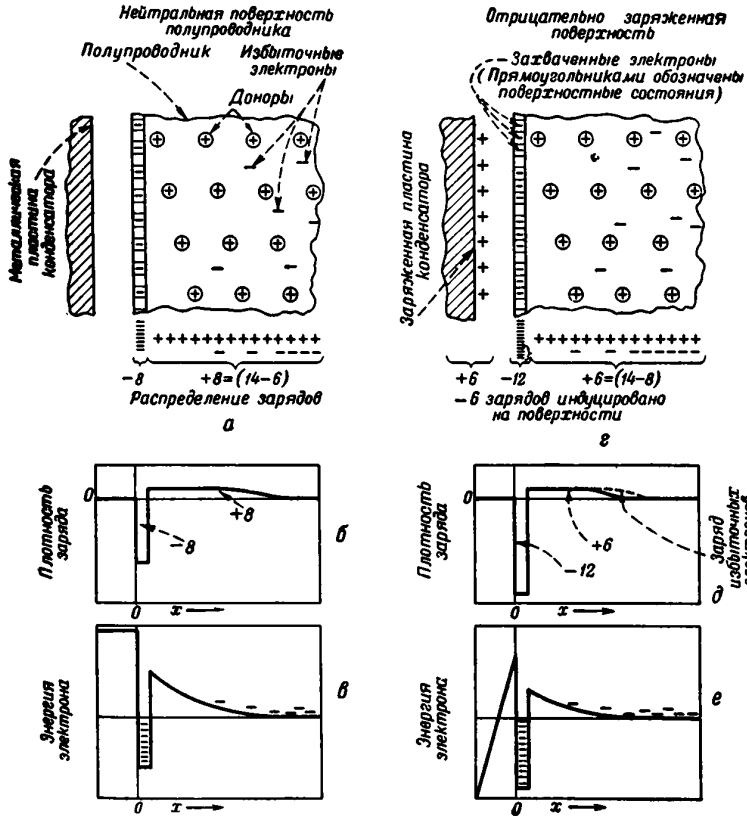 Нейтральная поверхность
полупроводника
Полупроводник
Избыточные
электроны
Доноры
Металлическая
пластина
конденсатора
-8
+8=(14-6)
Распределение зарядов
а
Отрицательно заряженная
поверхность
Захваченные электроны
(Прямоугольниками обозначены
поверхностные состояния)
Заряженная пластина
конденсатора
+6
-12
+6=(14-8)
-6 зарядов индуцировано
на поверхности
г
Плотность
заряда
0
-8
+8
б
0
x
Энергия
электрона
в
0
x
Плотность
заряда
0
+6
-12
Заряд
избыточных
д
0
x
Энергия
электрона
е
0
x